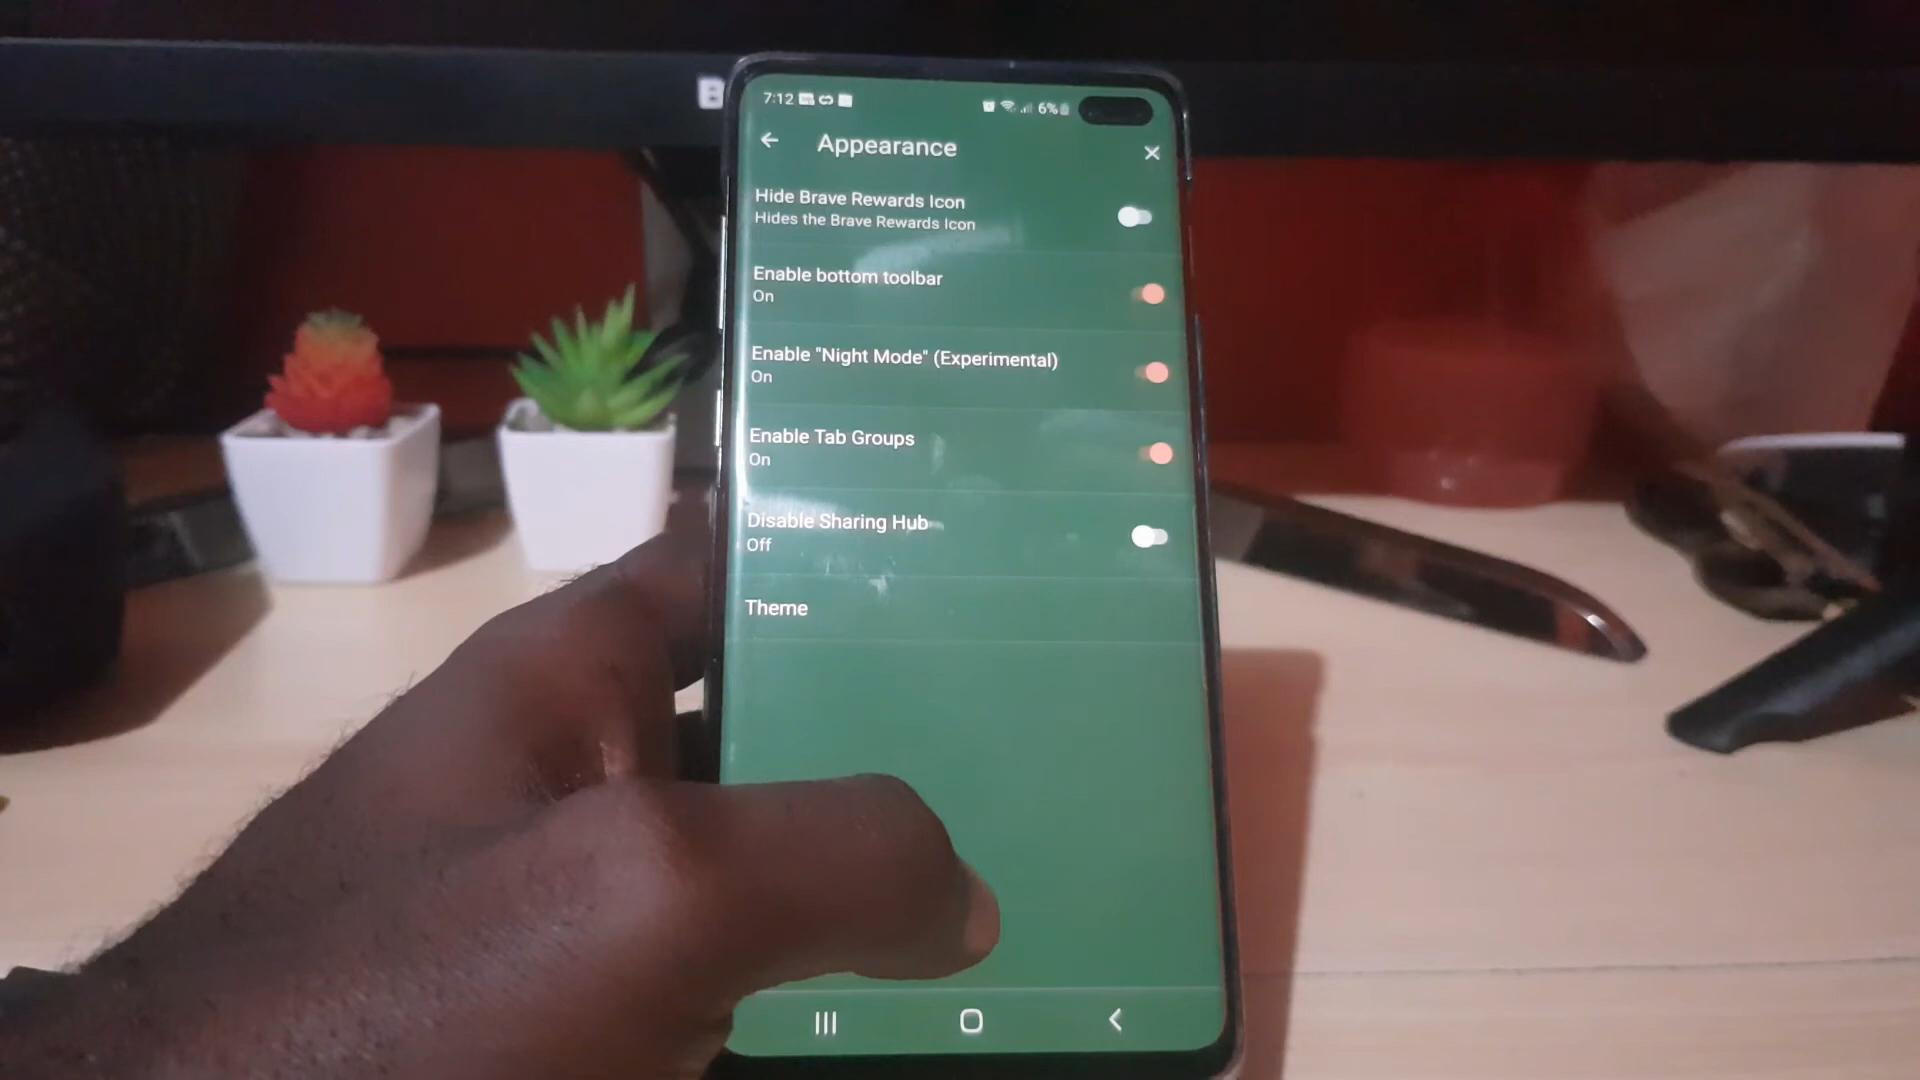 B
7:12
6%
Appearance
Hide Brave Rewards Icon
Hides the Brave Rewards Icon
Enable bottom toolbar
On
Enable "Night Mode" (Experimental)
On
Enable Tab Groups
On
Disable Sharing Hub
Off
Theme